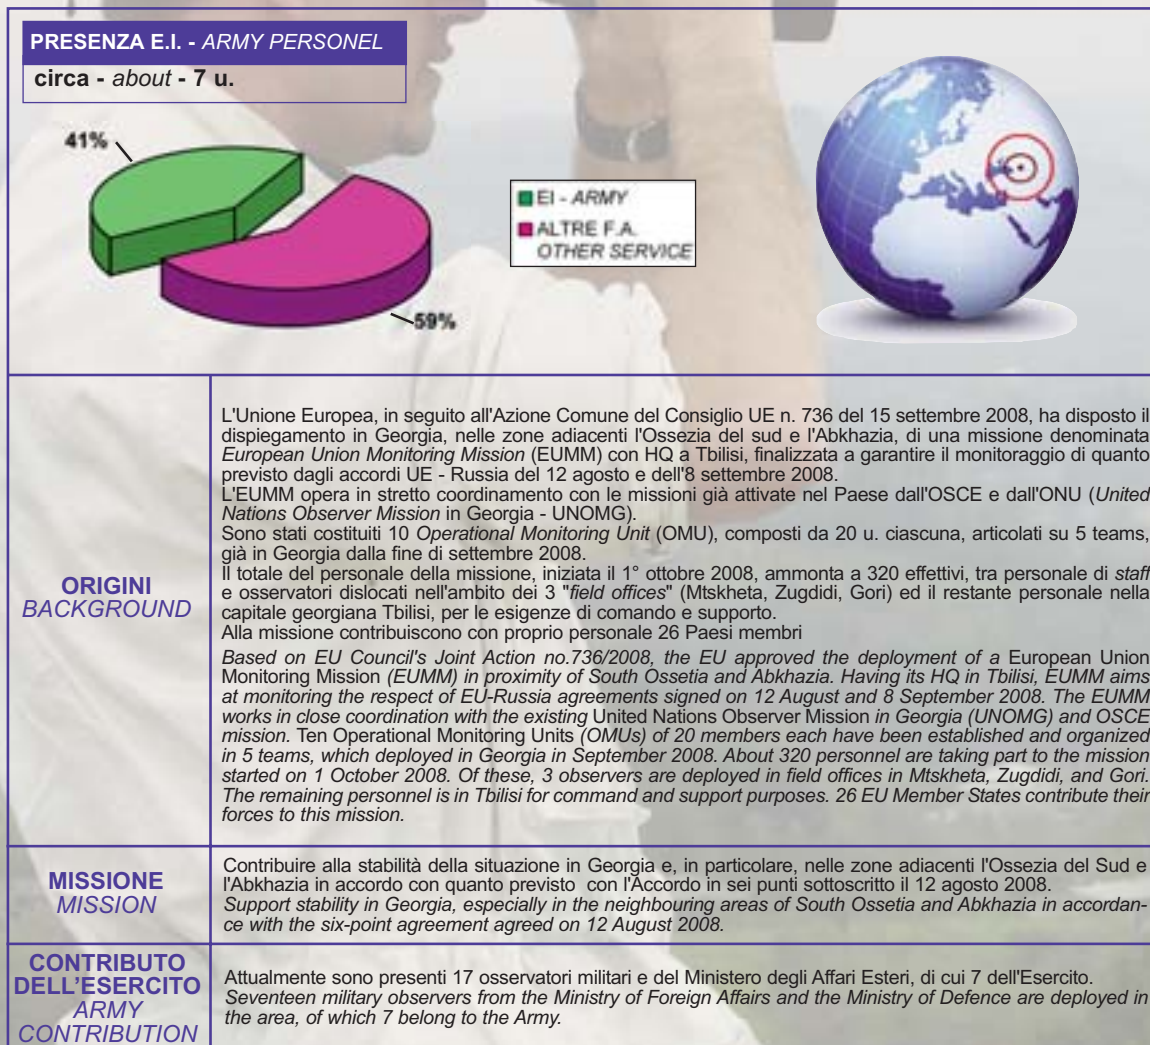 PRESENZA E.I. - ARMY PERSONEL
circa - about - 7 u.
41%
EI - ARMY
ALTRE F.A.
OTHER SERVICE
59%
ORIGINI
BACKGROUND
L'Unione Europea, in seguito all'Azione Comune del Consiglio UE n. 736 del 15 settembre 2008, ha disposto il
dispiegamento in Georgia, nelle zone adiacenti l'Ossezia del sud e l'Abkhazia, di una missione denominata
European Union Monitoring Mission (EUMM) con HQ a Tbilisi, finalizzata a garantire il monitoraggio di quanto
previsto dagli accordi UE - Russia del 12 agosto e dell'8 settembre 2008.
L'EUMM opera in stretto coordinamento con le missioni già attivate nel Paese dall'OSCE e dall'ONU (United
Nations Observer Mission in Georgia - UNOMG).
Sono stati costituiti 10 Operational Monitoring Unit (OMU), composti da 20 u. ciascuna, articolati su 5 teams,
già in Georgia dalla fine di settembre 2008.
Il totale del personale della missione, iniziata il 1° ottobre 2008, ammonta a 320 effettivi, tra personale di staff
e osservatori dislocati nell'ambito dei 3 "field offices" (Mtskheta, Zugdidi, Gori) ed il restante personale nella
capitale georgiana Tbilisi, per le esigenze di comando e supporto.
Alla missione contribuiscono con proprio personale 26 Paesi membri
Based on EU Council's Joint Action no.736/2008, the EU approved the deployment of a European Union
Monitoring Mission (EUMM) in proximity of South Ossetia and Abkhazia. Having its HQ in Tbilisi, EUMM aims
at monitoring the respect of EU-Russia agreements signed on 12 August and 8 September 2008. The EUMM
works in close coordination with the existing United Nations Observer Mission in Georgia (UNOMG) and OSCE
mission. Ten Operational Monitoring Units (OMUs) of 20 members each have been established and organized
in 5 teams, which deployed in Georgia in September 2008. About 320 personnel are taking part to the mission
started on 1 October 2008. Of these, 3 observers are deployed in field offices in Mtskheta, Zugdidi, and Gori.
The remaining personnel is in Tbilisi for command and support purposes. 26 EU Member States contribute their
forces to this mission.
MISSIONE
MISSION
Contribuire alla stabilità della situazione in Georgia e, in particolare, nelle zone adiacenti l'Ossezia del Sud e
l'Abkhazia in accordo con quanto previsto con l'Accordo in sei punti sottoscritto il 12 agosto 2008.
Support stability in Georgia, especially in the neighbouring areas of South Ossetia and Abkhazia in accordan-
ce with the six-point agreement agreed on 12 August 2008.
CONTRIBUTO
DELL'ESERCITO
ARMY
CONTRIBUTION
Attualmente sono presenti 17 osservatori militari e del Ministero degli Affari Esteri, di cui 7 dell'Esercito.
Seventeen military observers from the Ministry of Foreign Affairs and the Ministry of Defence are deployed in
the area, of which 7 belong to the Army.